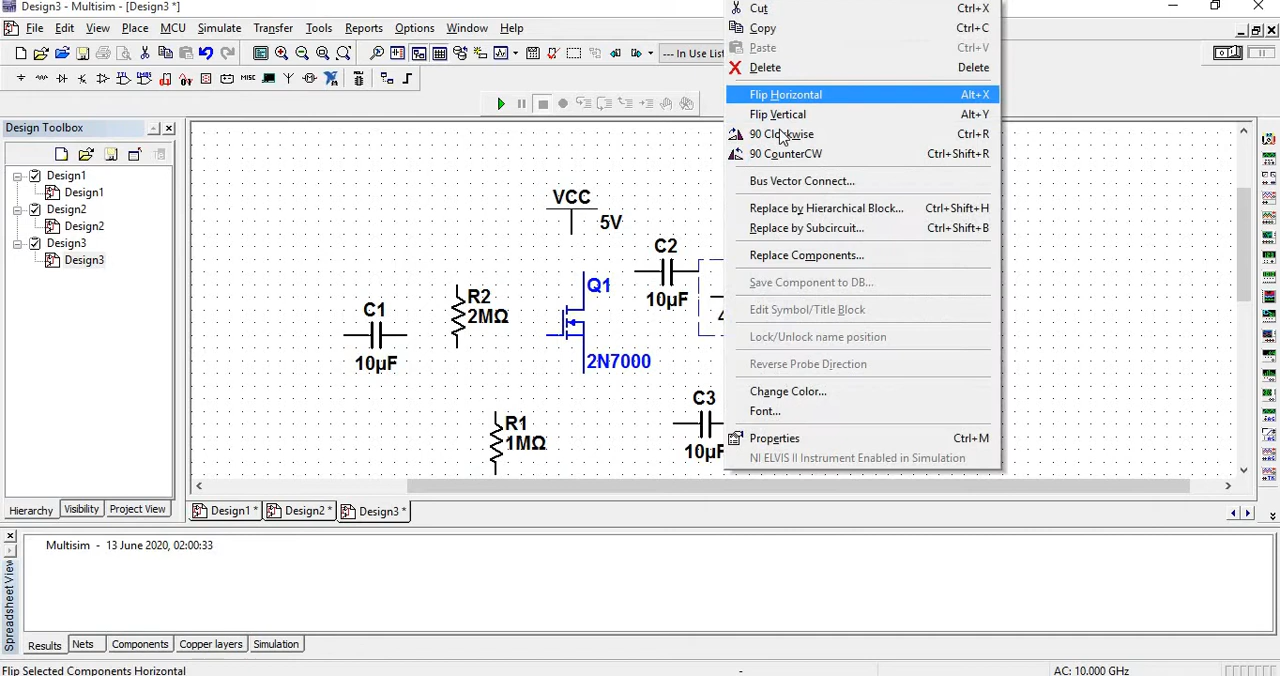 Design3 - Multisim - [Design3 *]
File Edit View Place MCU Simulate Transfer Tools Reports Options Window Help
--- In Use List
MISC
Design Toolbox
Design1
Design1
Design2
Design2
Design3
Design3
Hierarchy Visibility Project View
Cut Ctrl+X
Copy Ctrl+C
Paste Ctrl+V
Delete Delete
Flip Horizontal Alt+X
Flip Vertical Alt+Y
90 Clockwise Ctrl+R
90 CounterCW Ctrl+Shift+R
Bus Vector Connect...
Replace by Hierarchical Block... Ctrl+Shift+H
Replace by Subcircuit... Ctrl+Shift+B
Replace Components...
Save Component to DB...
Edit Symbol/Title Block
Lock/Unlock name position
Reverse Probe Direction
Change Color...
Font...
Properties Ctrl+M
NI ELVIS II Instrument Enabled in Simulation
VCC
5V
C2
10µF
Q1
2N7000
R2
2MΩ
C1
10µF
R1
1MΩ
C3
10µF
4
Design1 * Design2 * Design3 *
Multisim - 13 June 2020, 02:00:33
Spreadsheet View
Results Nets Components Copper layers Simulation
Flip Selected Components Horizontal - AC: 10.000 GHz